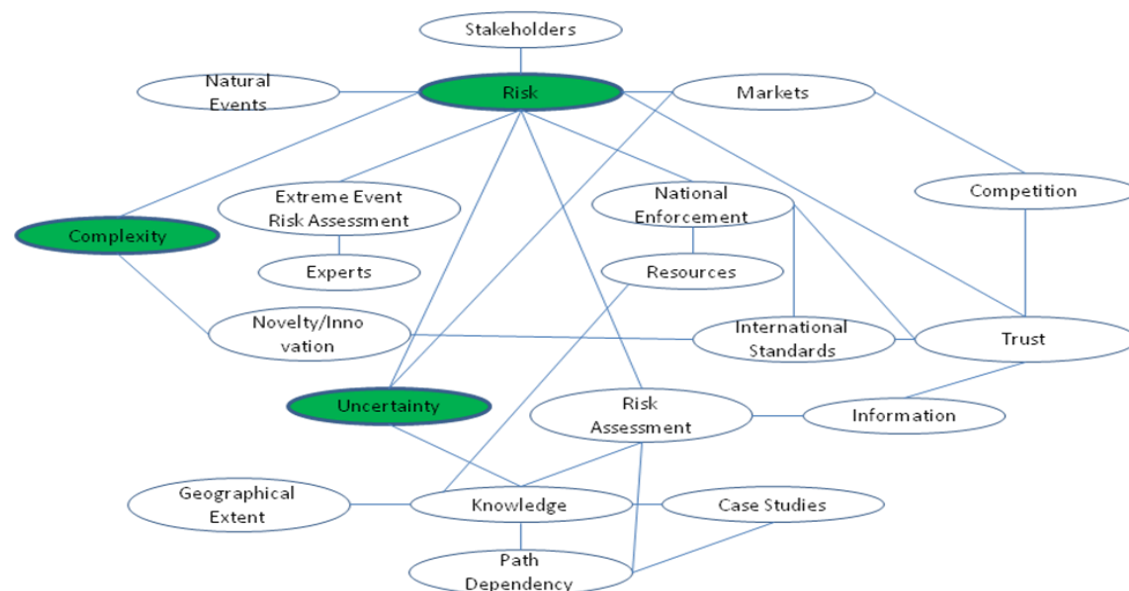 Stakeholders
Natural
Events
Risk
Markets
Extreme Event
Risk Assessment
National
Enforcement
Competition
Complexity
Experts
Resources
Novelty/Inno
vation
International
Standards
Trust
Uncertainty
Risk
Assessment
Information
Geographical
Extent
Knowledge
Case Studies
Path
Dependency